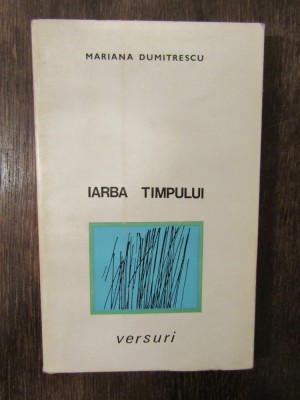 MARIANA DUMITRESCU
IARBA TIMPULUI
versuri